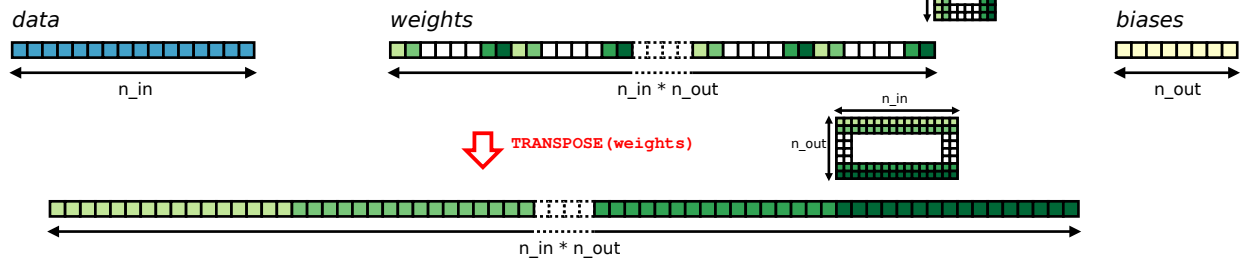 data
weights
biases
n_in
n_in * n_out
n_out
n_in
TRANSPOSE(weights)
n_out
n_in * n_out